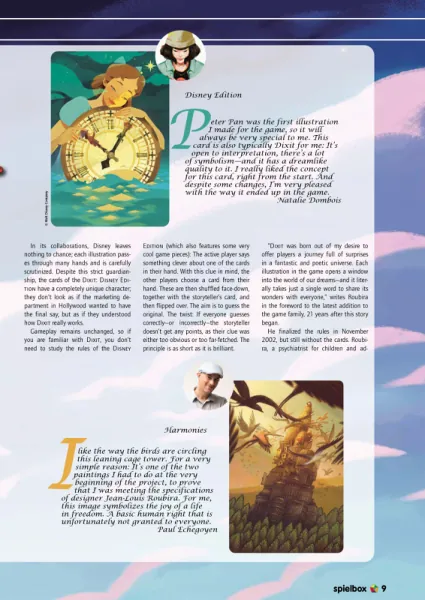 Disney Edition
Peter Pan was the first illustration
I made for the game, so it will
always be very special to me. This
card is also typically Dixit for me: It's
open to interpretation, there's a lot
of symbolism—and it has a dreamlike
quality to it. I really liked the concept
for this card, right from the start. And
despite some changes, I'm very pleased
with the way it ended up in the game.
Natalie Dombois
© Walt Disney Company
In its collaborations, Disney leaves
nothing to chance; each illustration pass-
es through many hands and is carefully
scrutinized. Despite this strict guardian-
ship, the cards of the DIXIT: DISNEY EDI-
TION have a completely unique character;
they don't look as if the marketing de-
partment in Hollywood wanted to have
the final say, but as if they understood
how DIXIT really works.
Gameplay remains unchanged, so if
you are familiar with DIXIT, you don't
need to study the rules of the DISNEY
EDITION (which also features some very
cool game pieces): The active player says
something clever about one of the cards
in their hand. With this clue in mind, the
other players choose a card from their
hand. These are then shuffled face-down,
together with the storyteller's card, and
then flipped over. The aim is to guess the
original. The twist: If everyone guesses
correctly—or incorrectly—the storyteller
doesn't get any points, as their clue was
either too obvious or too far-fetched. The
principle is as short as it is brilliant.
"DIXIT was born out of my desire to
offer players a journey full of surprises
in a fantastic and poetic universe. Each
illustration in the game opens a window
into the world of our dreams—and it liter-
ally takes just a single word to share its
wonders with everyone," writes Roubira
in the foreword to the latest addition to
the game family, 21 years after this story
began.
He finalized the rules in November
2002, but still without the cards. Roubi-
ra, a psychiatrist for children and ad-
Harmonies
I like the way the birds are circling
this leaning cage tower. For a very
simple reason: It's one of the two
paintings I had to do at the very
beginning of the project, to prove
that I was meeting the specifications
of designer Jean-Louis Roubira. For me,
this image symbolizes the joy of a life
in freedom. A basic human right that is
unfortunately not granted to everyone.
Paul Echegoyen
spielbox 9